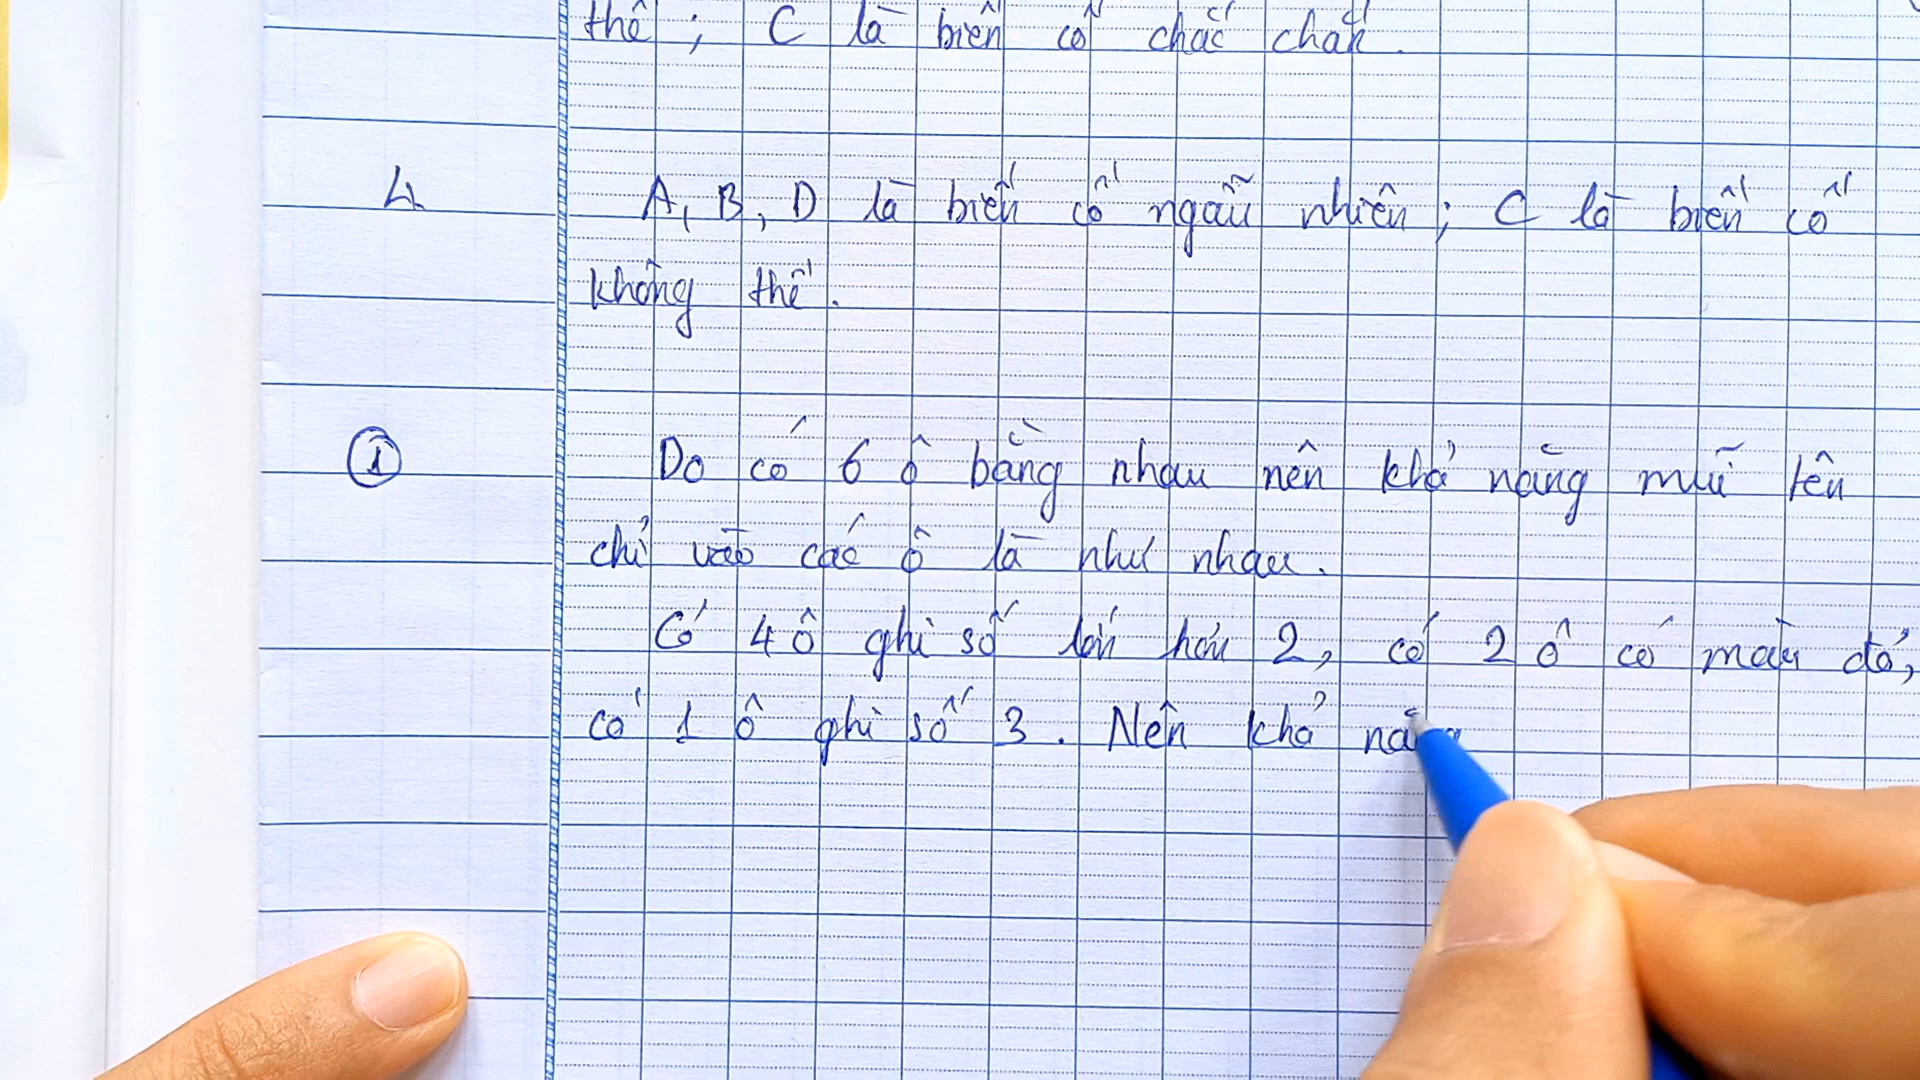 thể ; C là biến cố chắc chắn.
4. A, B, D là biến cố ngẫu nhiên ; C là biến cố
không thể.
① Do có 6 ô bằng nhau nên khả năng mũi tên
chỉ vào các ô là như nhau.
Có 4 ô ghi số lớn hơn 2, có 2 ô có màu đỏ,
có 1 ô ghi số 3. Nên khả năng